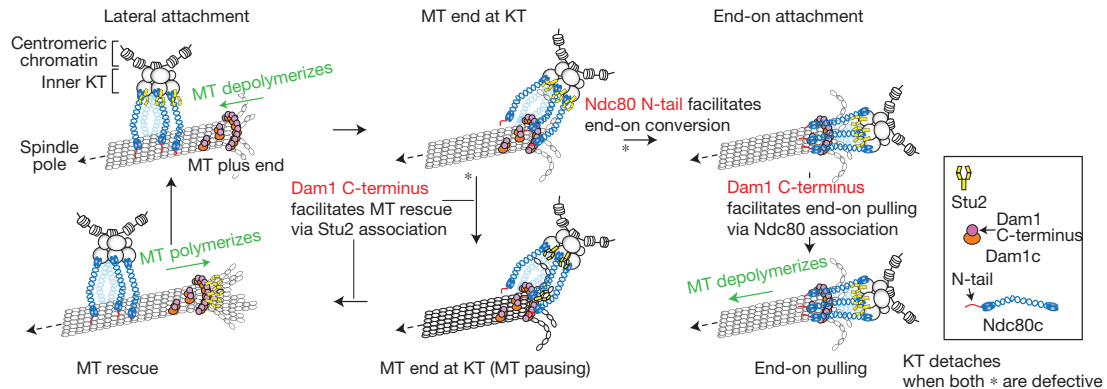 Lateral attachment
MT end at KT
End-on attachment
Centromeric
chromatin
Inner KT
MT depolymerizes
Ndc80 N-tail facilitates
end-on conversion
*
Spindle
pole
MT plus end
Dam1 C-terminus
facilitates MT rescue
via Stu2 association
*
Dam1 C-terminus
facilitates end-on pulling
via Ndc80 association
MT polymerizes
MT depolymerizes
MT rescue
MT end at KT (MT pausing)
End-on pulling
Stu2
Dam1
C-terminus
Dam1c
N-tail
Ndc80c
KT detaches
when both * are defective